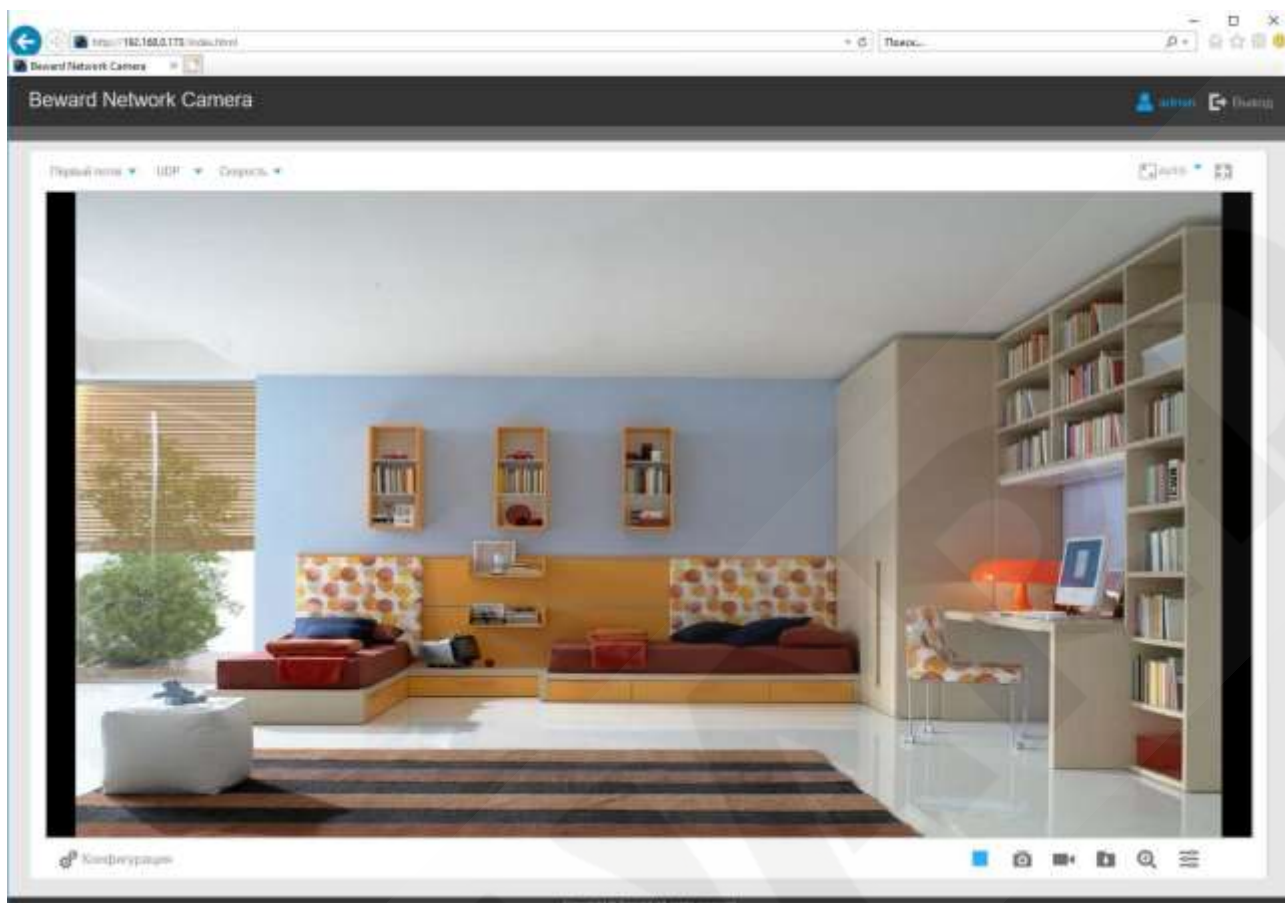 http://192.168.0.173/index.html
Поиск...
Beward Network Camera
Beward Network Camera
admin
Выход
Первый поток
UDP
Скорость
AUTO
Конфигурация